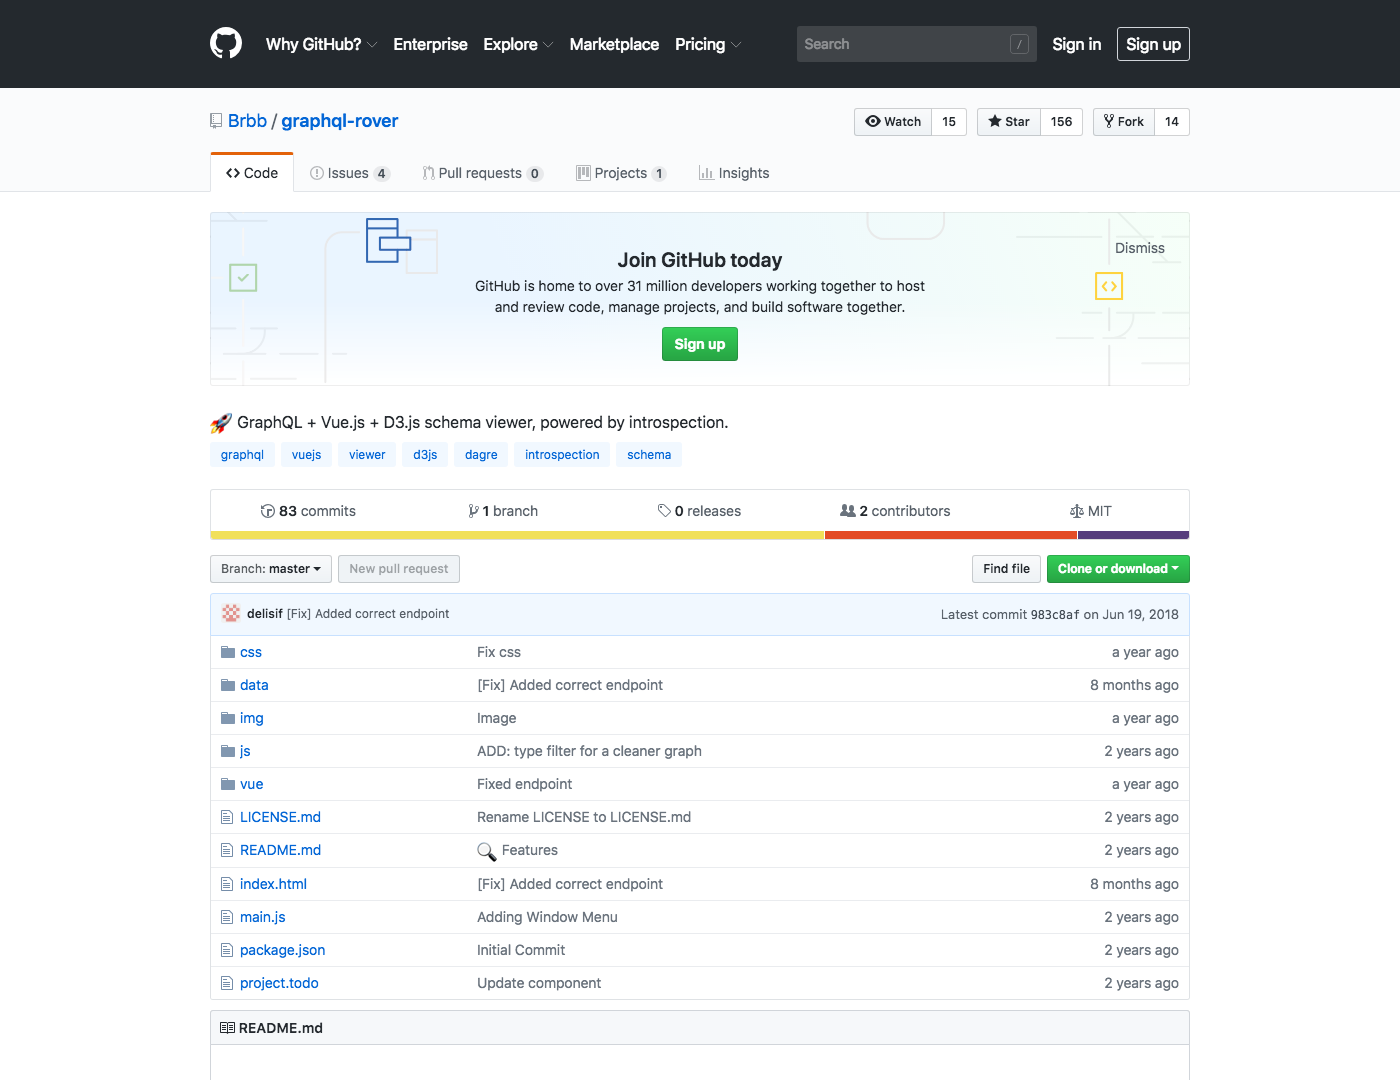 Why GitHub? Enterprise Explore Marketplace Pricing Search / Sign in Sign up
Brbb / graphql-rover Watch 15 Star 156 Fork 14
Code Issues 4 Pull requests 0 Projects 1 Insights
Dismiss
Join GitHub today
GitHub is home to over 31 million developers working together to host
and review code, manage projects, and build software together.
Sign up
🚀 GraphQL + Vue.js + D3.js schema viewer, powered by introspection.
graphql vuejs viewer d3js dagre introspection schema
83 commits 1 branch 0 releases 2 contributors MIT
Branch: master New pull request Find file Clone or download
delisif [Fix] Added correct endpoint Latest commit 983c8af on Jun 19, 2018
css Fix css a year ago
data [Fix] Added correct endpoint 8 months ago
img Image a year ago
js ADD: type filter for a cleaner graph 2 years ago
vue Fixed endpoint a year ago
LICENSE.md Rename LICENSE to LICENSE.md 2 years ago
README.md 🔍 Features 2 years ago
index.html [Fix] Added correct endpoint 8 months ago
main.js Adding Window Menu 2 years ago
package.json Initial Commit 2 years ago
project.todo Update component 2 years ago
README.md